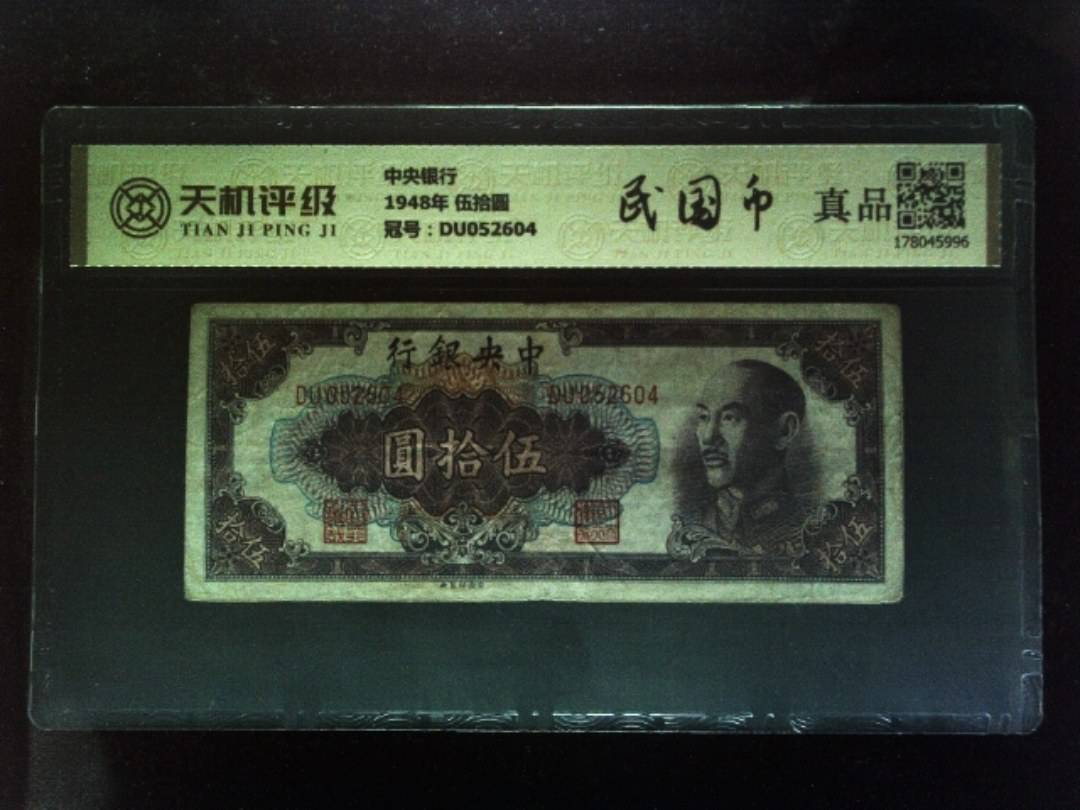 天机评级
TIAN JI PING JI
中央银行
1948年 伍拾圓
冠号：DU052604
民国币
真品
178045996
行銀央中
拾伍
拾伍
DU052604
DU052604
圓拾伍
拾伍
拾伍